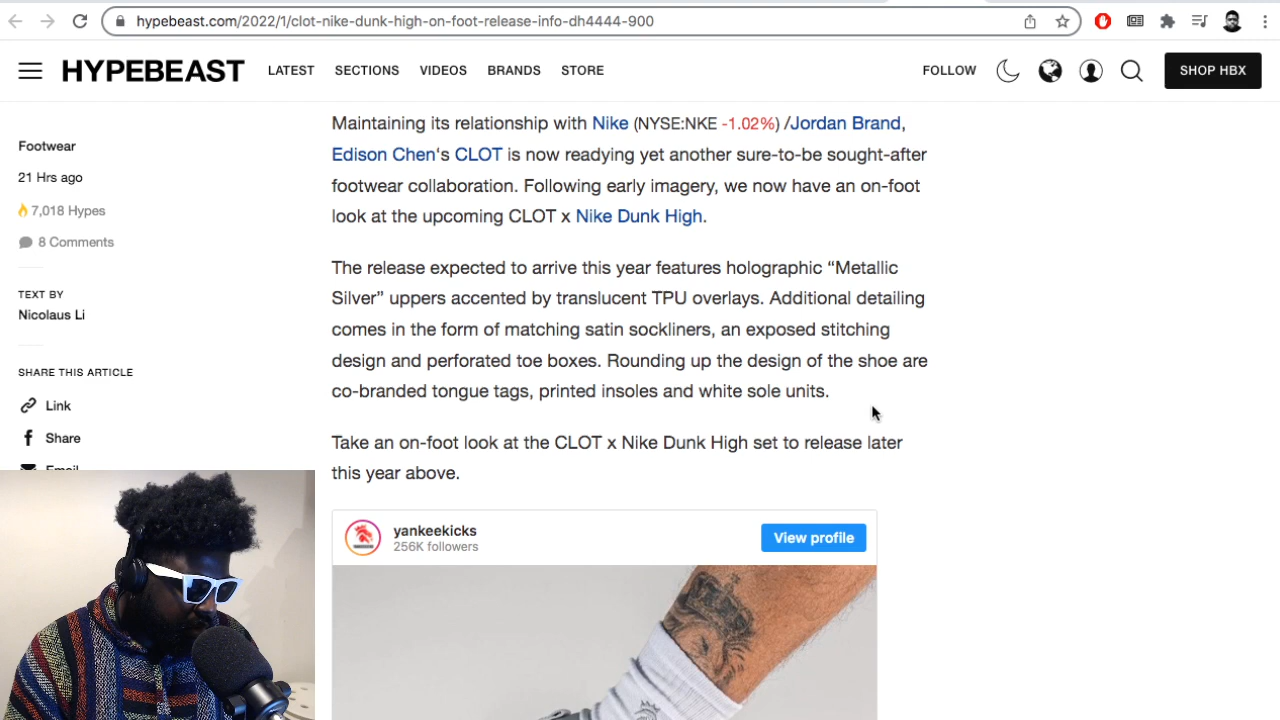 hypebeast.com/2022/1/clot-nike-dunk-high-on-foot-release-info-dh4444-900
HYPEBEAST LATEST SECTIONS VIDEOS BRANDS STORE FOLLOW SHOP HBX
Footwear
21 Hrs ago
7,018 Hypes
8 Comments
TEXT BY
Nicolaus Li
SHARE THIS ARTICLE
Link
Share
Email
Maintaining its relationship with Nike (NYSE:NKE -1.02%) /Jordan Brand,
Edison Chen's CLOT is now readying yet another sure-to-be sought-after
footwear collaboration. Following early imagery, we now have an on-foot
look at the upcoming CLOT x Nike Dunk High.
The release expected to arrive this year features holographic “Metallic
Silver” uppers accented by translucent TPU overlays. Additional detailing
comes in the form of matching satin sockliners, an exposed stitching
design and perforated toe boxes. Rounding up the design of the shoe are
co-branded tongue tags, printed insoles and white sole units.
Take an on-foot look at the CLOT x Nike Dunk High set to release later
this year above.
yankeekicks
256K followers
View profile